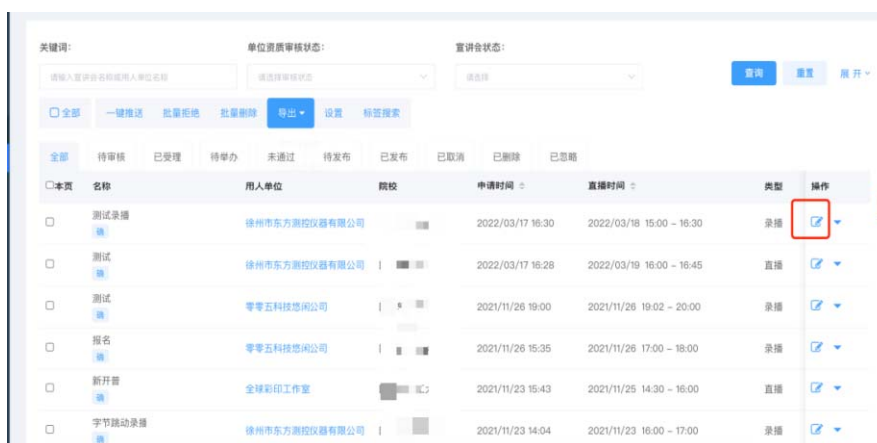 关键词: 单位资质审核状态: 宣讲会状态:
请输入宣讲会名称或用人单位名称 请选择审核状态 请选择 查询 重置 展开
全部 一键推送 批量拒绝 批量删除 导出 设置 标签搜索
全部 待审核 已受理 待举办 未通过 待发布 已发布 已取消 已删除 已忽略
本页 名称 用人单位 院校 申请时间 直播时间 类型 操作
测试录播 徐州市东方测控仪器有限公司 2022/03/17 16:30 2022/03/18 15:00 ~ 16:30 录播
测试 徐州市东方测控仪器有限公司 2022/03/17 16:28 2022/03/19 16:00 ~ 16:45 直播
测试 零零五科技悠闲公司 2021/11/26 19:00 2021/11/26 19:02 ~ 20:00 录播
报名 零零五科技悠闲公司 2021/11/26 15:35 2021/11/26 17:00 ~ 18:00 录播
新开普 全球彩印工作室 2021/11/23 15:43 2021/11/25 14:30 ~ 16:00 直播
字节跳动录播 徐州市东方测控仪器有限公司 2021/11/23 14:04 2021/11/23 16:00 ~ 17:00 录播